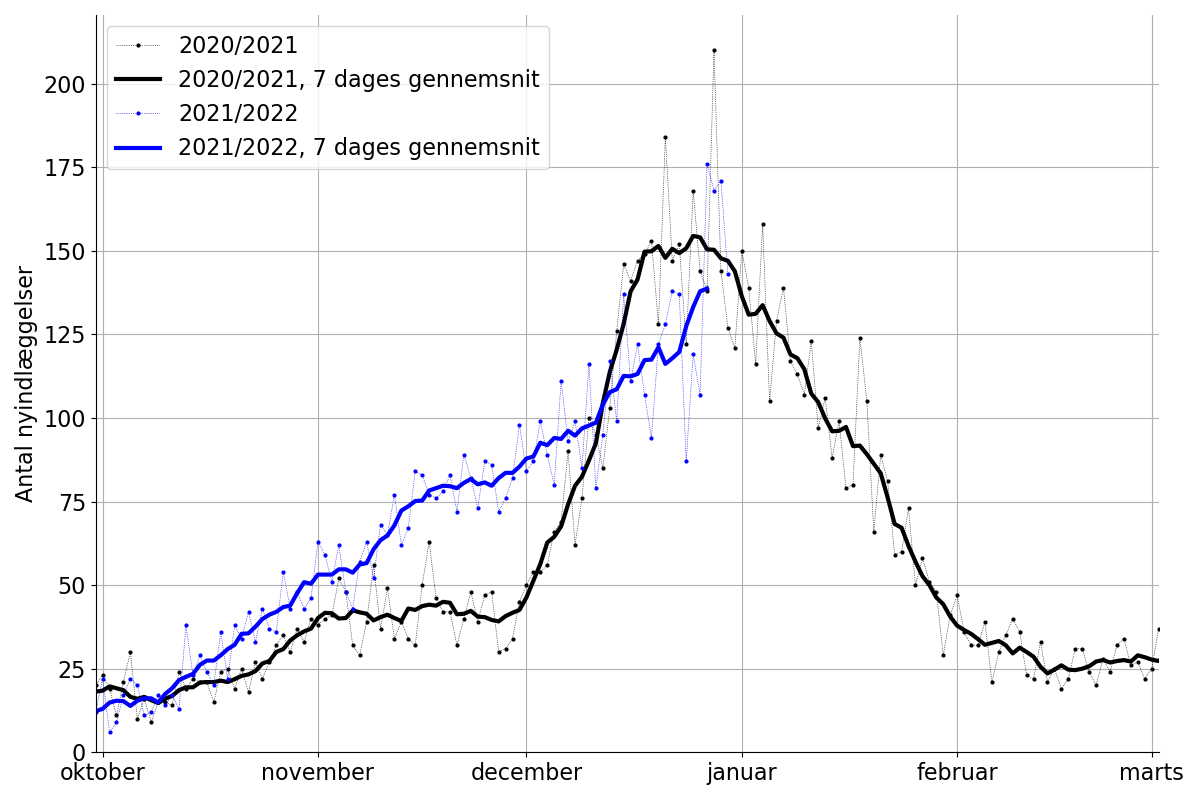 2020/2021
2020/2021, 7 dages gennemsnit
2021/2022
2021/2022, 7 dages gennemsnit
Antal nyindlæggelser
200
175
150
125
100
75
50
25
0
oktober november december januar februar marts